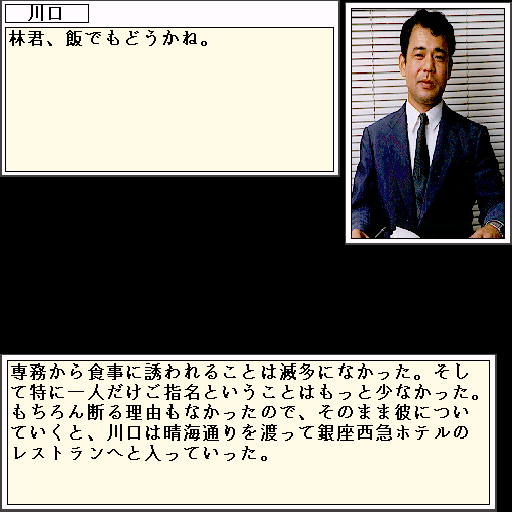 川口
林君、飯でもどうかね。
専務から食事に誘われることは滅多になかった。そし
て特に一人だけご指名ということはもっと少なかった。
もちろん断る理由もなかったので、そのまま彼につい
ていくと、川口は晴海通りを渡って銀座西急ホテルの
レストランへと入っていった。